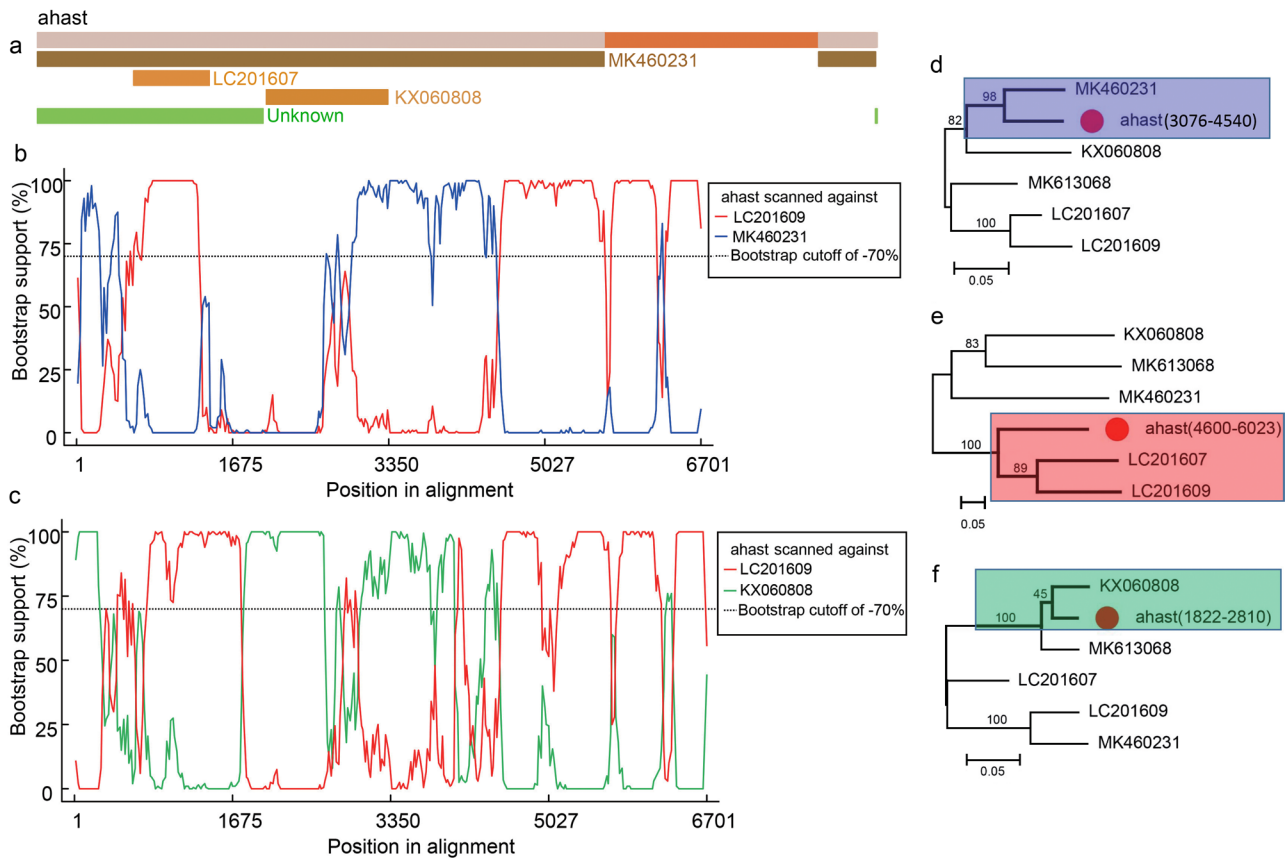 ahast
a
MK460231
LC201607
KX060808
Unknown
b
Bootstrap support (%)
100
75
50
25
0
1
1675
3350
5027
6701
Position in alignment
ahast scanned against
LC201609
MK460231
Bootstrap cutoff of -70%
c
Bootstrap support (%)
100
75
50
25
0
1
1675
3350
5027
6701
Position in alignment
ahast scanned against
LC201609
KX060808
Bootstrap cutoff of -70%
d
MK460231
98
ahast(3076-4540)
82
KX060808
MK613068
LC201607
100
LC201609
0.05
e
KX060808
83
MK613068
MK460231
ahast(4600-6023)
100
LC201607
89
LC201609
0.05
f
KX060808
45
ahast(1822-2810)
100
MK613068
LC201607
LC201609
100
MK460231
0.05